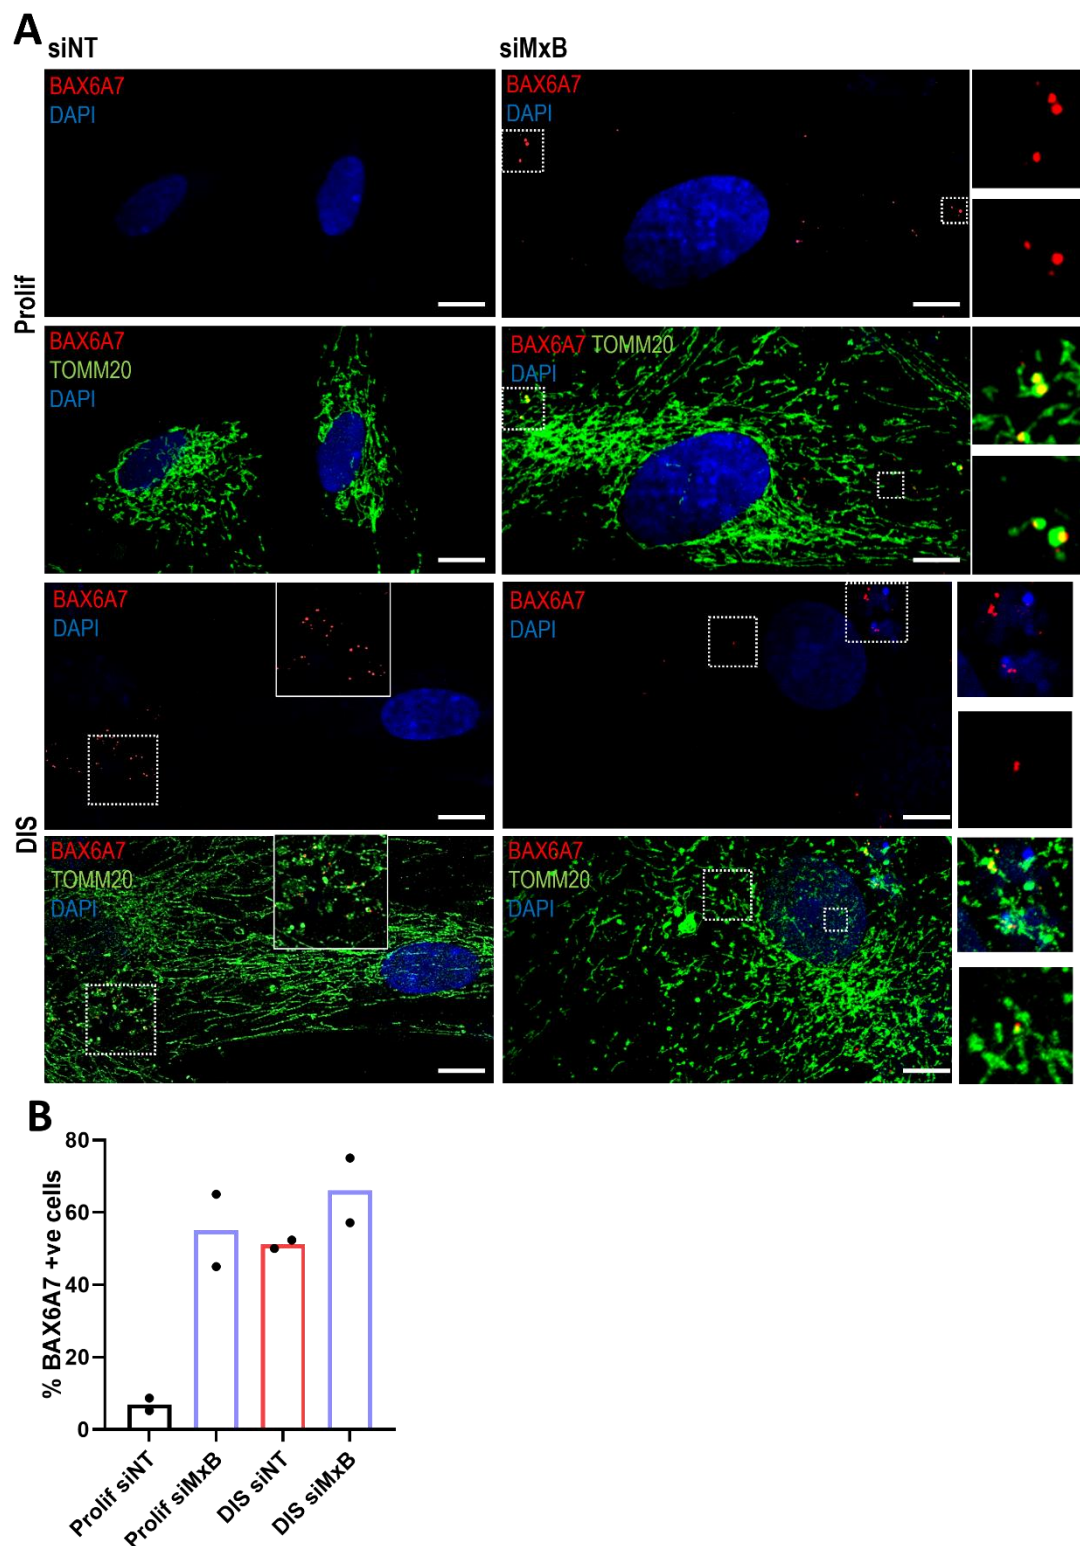 A
siNT
siMxB
Prolif
BAX6A7
DAPI
BAX6A7
DAPI
BAX6A7
TOMM20
DAPI
BAX6A7 TOMM20
DAPI
DIS
BAX6A7
DAPI
BAX6A7
DAPI
BAX6A7
TOMM20
DAPI
BAX6A7
TOMM20
DAPI
B
% BAX6A7 +ve cells
80
60
40
20
0
Prolif siNT
Prolif siMxB
DIS siNT
DIS siMxB